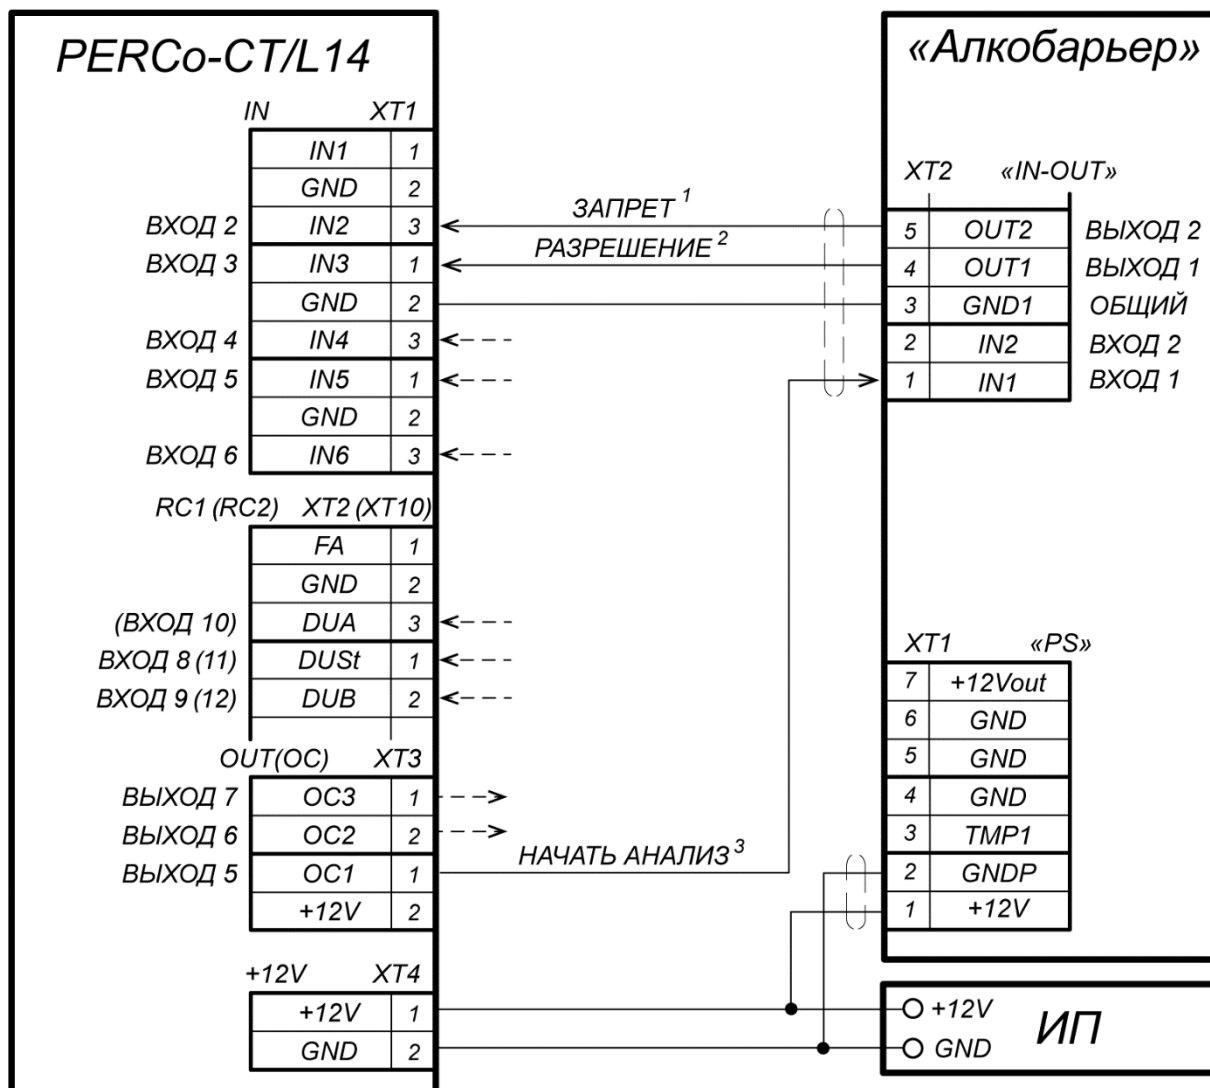 PERCo-CT/L14
IN XT1
IN1 1
GND 2
ВХОД 2 IN2 3
ВХОД 3 IN3 1
GND 2
ВХОД 4 IN4 3
ВХОД 5 IN5 1
GND 2
ВХОД 6 IN6 3
RC1 (RC2) XT2 (XT10)
FA 1
GND 2
(ВХОД 10) DUA 3
ВХОД 8 (11) DUSt 1
ВХОД 9 (12) DUB 2
OUT(OC) XT3
ВЫХОД 7 OC3 1
ВЫХОД 6 OC2 2
ВЫХОД 5 OC1 1
+12V 2
+12V XT4
+12V 1
GND 2
ЗАПРЕТ 1
РАЗРЕШЕНИЕ 2
НАЧАТЬ АНАЛИЗ 3
«Алкобарьер»
XT2 «IN-OUT»
5 OUT2 ВЫХОД 2
4 OUT1 ВЫХОД 1
3 GND1 ОБЩИЙ
2 IN2 ВХОД 2
1 IN1 ВХОД 1
XT1 «PS»
7 +12Vout
6 GND
5 GND
4 GND
3 TMP1
2 GNDP
1 +12V
+12V
GND
ИП